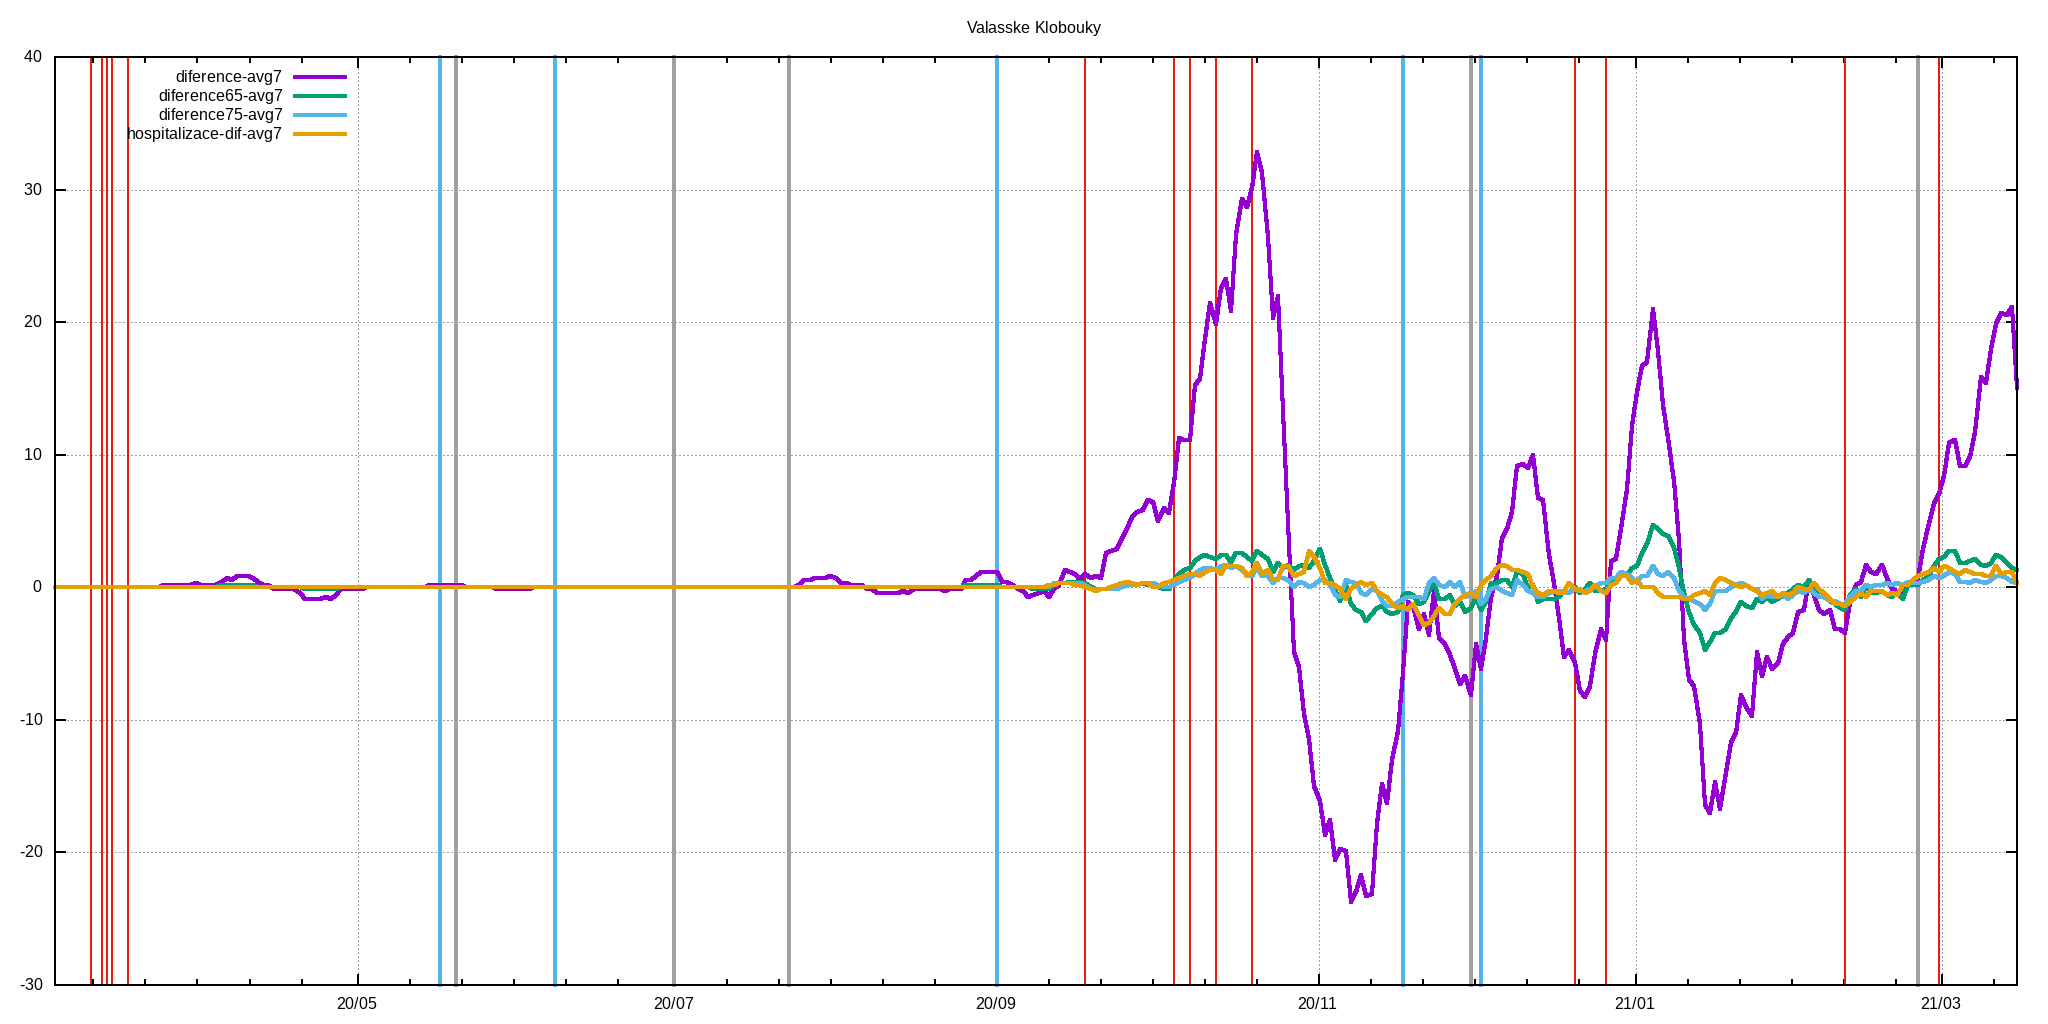 Valasske Klobouky
40
30
20
10
0
-10
-20
-30
diference-avg7
diference65-avg7
diference75-avg7
hospitalizace-dif-avg7
20/05
20/07
20/09
20/11
21/01
21/03